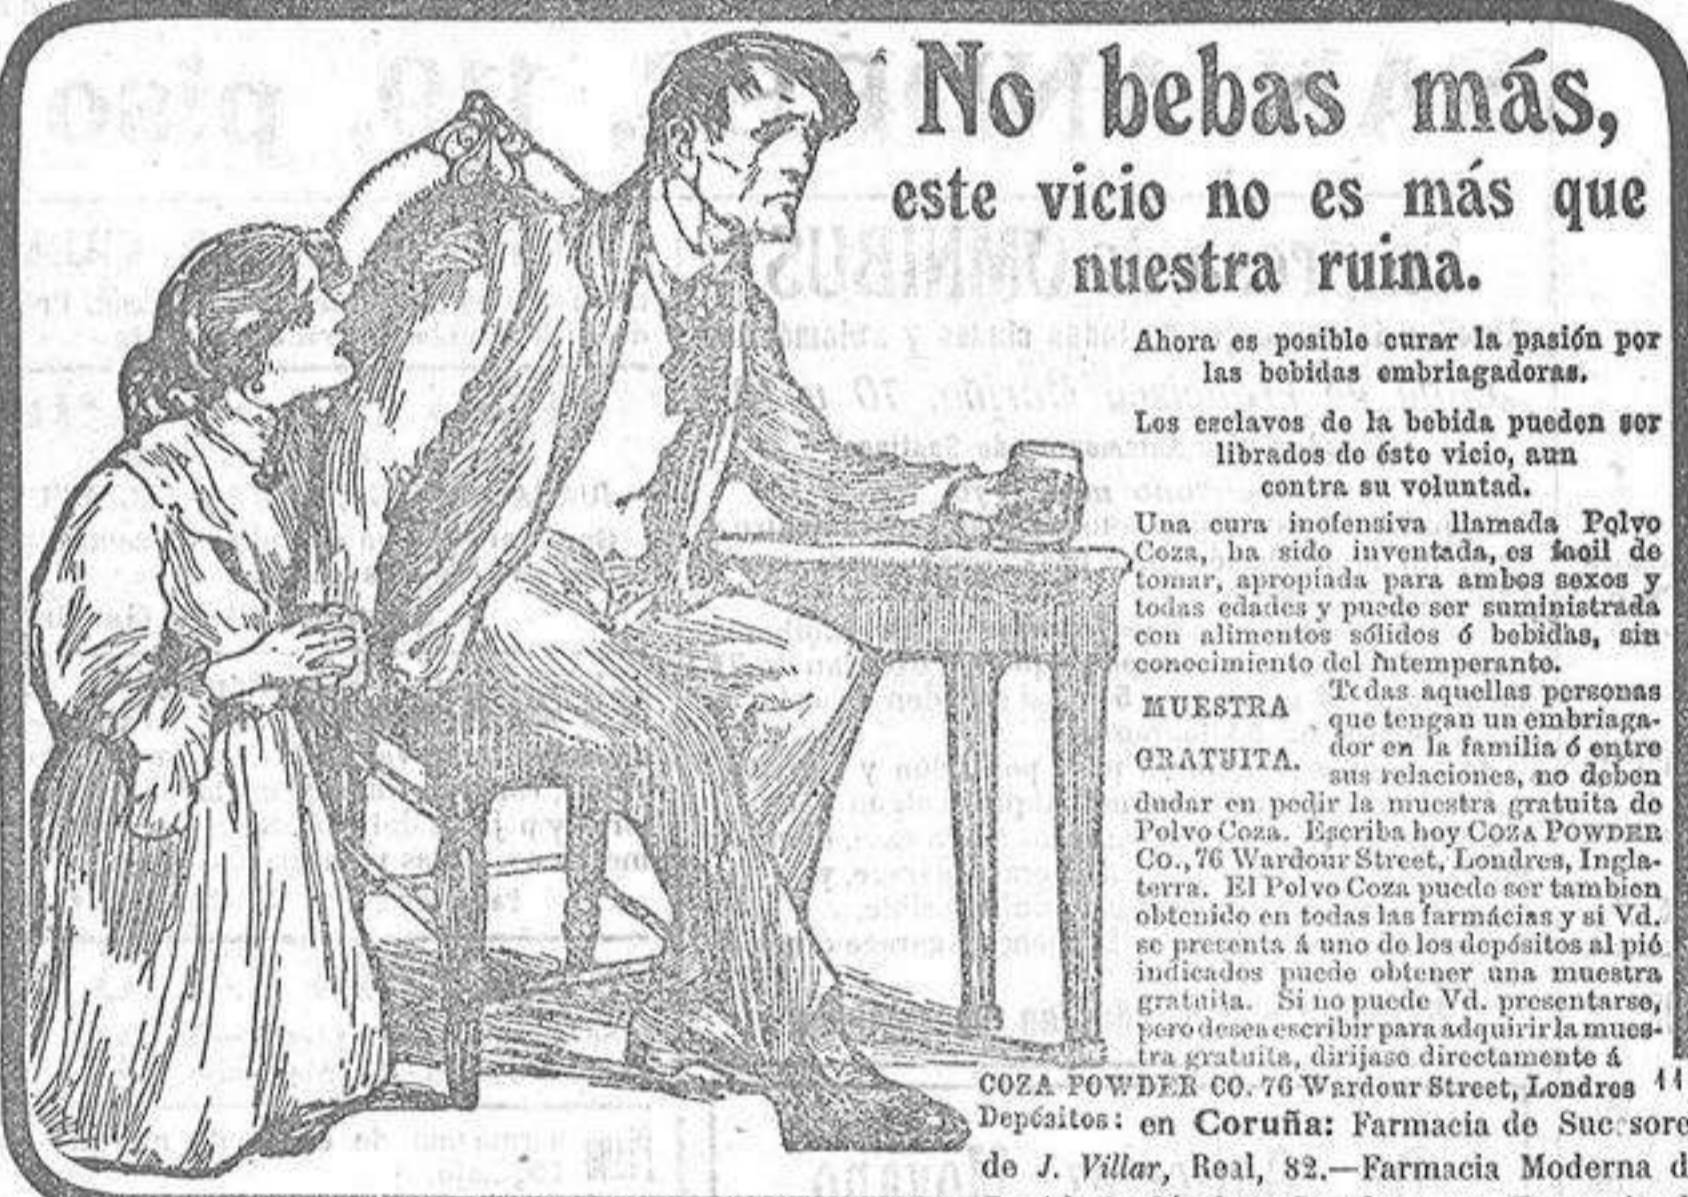 No bebas más,
este vicio no es más que
nuestra ruina.
Ahora es posible curar la pasión por
las bebidas embriagadoras.
Los esclavos de la bebida pueden ser
librados de éste vicio, aun
contra su voluntad.
Una cura inofensiva llamada Polvo
Coza, ha sido inventada, es facil de
tomar, apropiada para ambos sexos y
todas edades y puede ser suministrada
con alimentos sólidos ó bebidas, sin
conocimiento del intemperante.
MUESTRA
GRATUITA.
Todas aquellas personas
que tengan un embriaga-
dor en la familia ó entre
sus relaciones, no deben
dudar en pedir la muestra gratuita de
Polvo Coza. Escriba hoy COZA POWDER
Co., 76 Wardour Street, Londres, Ingla-
terra. El Polvo Coza puede ser tambien
obtenido en todas las farmácias y si Vd.
se presenta á uno de los depósitos al pié
indicados puede obtener una muestra
gratuita. Si no puede Vd. presentarse,
pero desea escribir para adquirir la mues-
tra gratuita, dirijase directamente á
COZA POWDER CO. 76 Wardour Street, Londres 11
Depósitos: en Coruña: Farmacia de Sucesore
de J. Villar, Real, 82.—Farmacia Moderna d